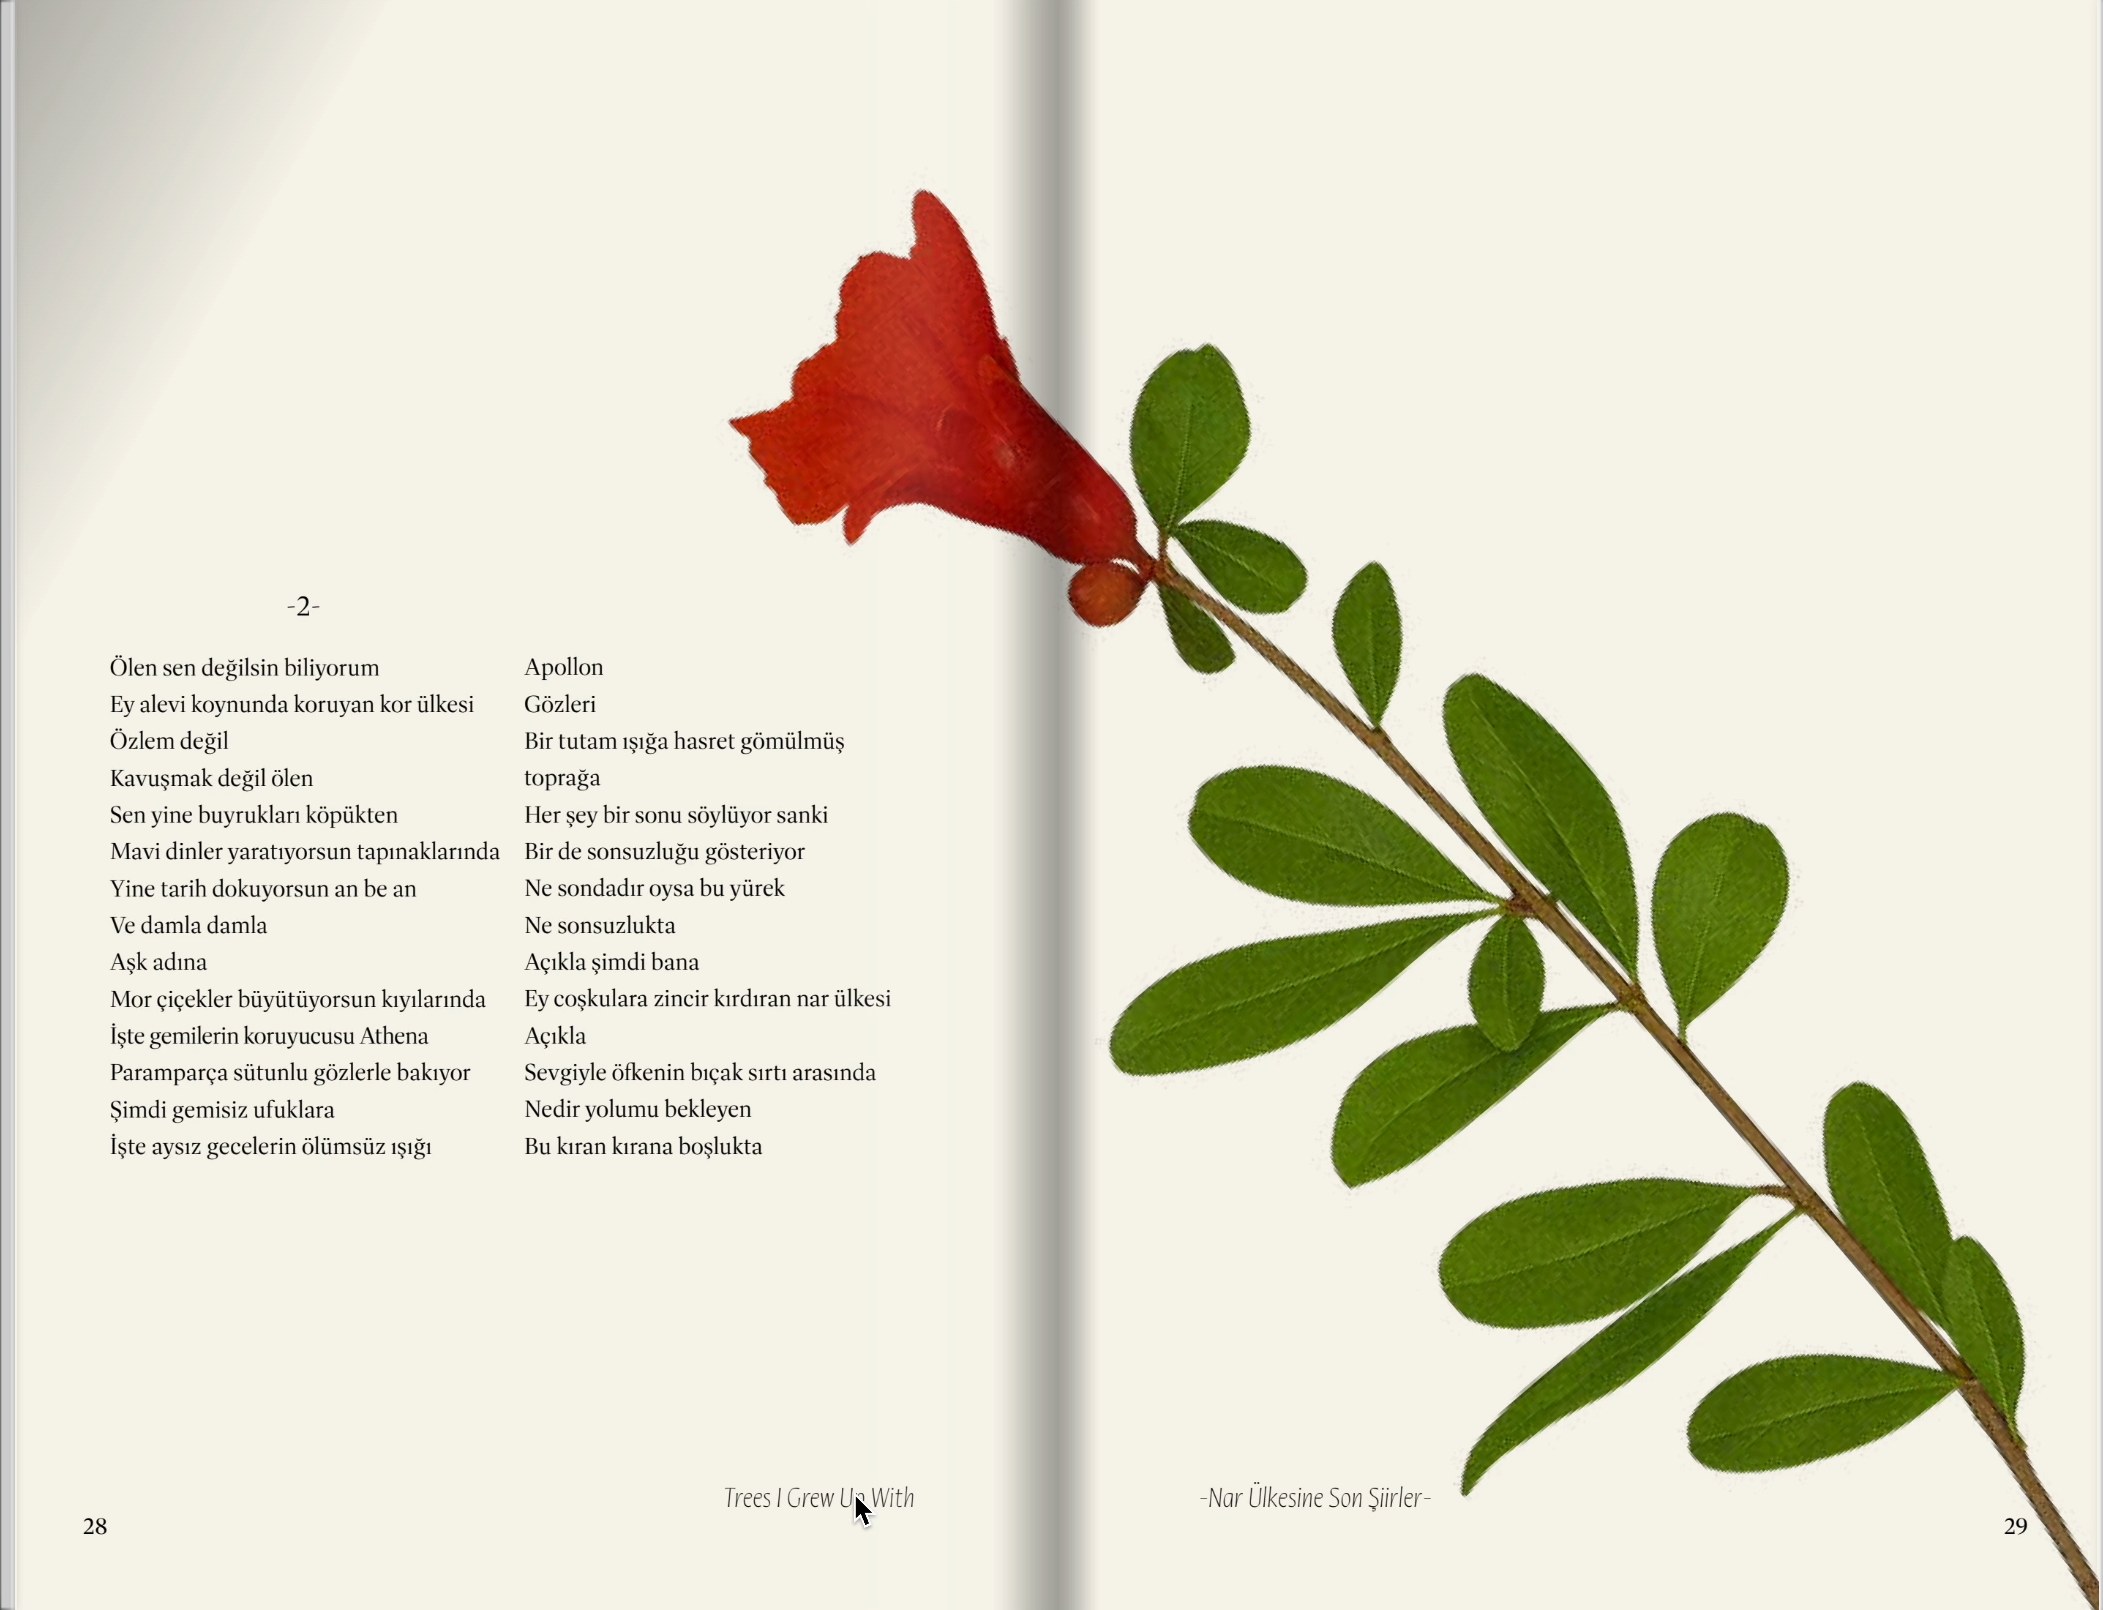 -2-
Ölen sen değilsin biliyorum
Ey alevi koynunda koruyan kor ülkesi
Özlem değil
Kavuşmak değil ölen
Sen yine buyrukları köpükten
Mavi dinler yaratıyorsun tapınaklarında
Yine tarih dokuyorsun an be an
Ve damla damla
Aşk adına
Mor çiçekler büyütüyorsun kıyılarında
İşte gemilerin koruyucusu Athena
Paramparça sütunlu gözlerle bakıyor
Şimdi gemisiz ufuklara
İşte aysız gecelerin ölümsüz ışığı
Apollon
Gözleri
Bir tutam ışığa hasret gömülmüş
toprağa
Her şey bir sonu söylüyor sanki
Bir de sonsuzluğu gösteriyor
Ne sondadır oysa bu yürek
Ne sonsuzlukta
Açıkla şimdi bana
Ey coşkulara zincir kırdıran nar ülkesi
Açıkla
Sevgiyle öfkenin bıçak sırtı arasında
Nedir yolumu bekleyen
Bu kıran kırana boşlukta
Trees I Grew Up With
28
-Nar Ülkesine Son Şiirler-
29